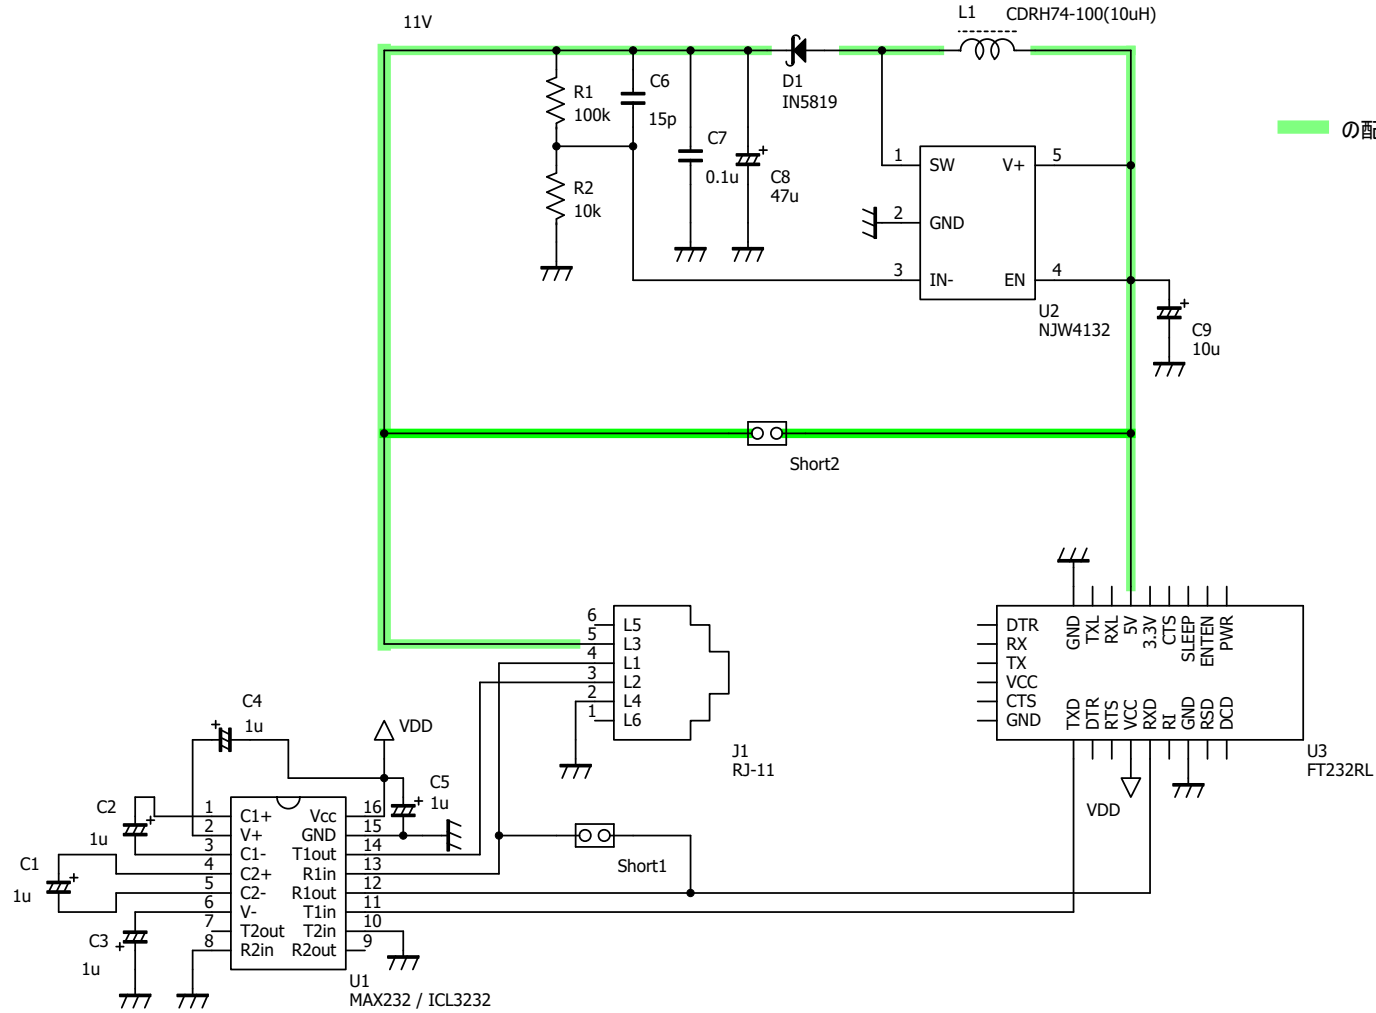 11V
L1
CDRH74-100(10uH)
D1
IN5819
R1
100k
C6
15p
C7
0.1u
C8
47u
R2
10k
の配
1
SW
V+
5
2
GND
3
IN-
EN
4
U2
NJW4132
C9
10u
Short2
6
L5
5
L3
4
L1
3
L2
2
L4
1
L6
J1
RJ-11
DTR
RX
TX
VCC
CTS
GND
GND
TXL
RXL
5V
3.3V
CTS
SLEEP
ENTEN
PWR
TXD
DTR
RTS
VCC
RXD
RI
GND
RSD
DCD
U3
FT232RL
VDD
C4
1u
VDD
C5
1u
C2
1u
C1
1u
C3
1u
1
C1+
Vcc
16
2
V+
GND
15
3
C1-
T1out
14
4
C2+
R1in
13
5
C2-
R1out
12
6
V-
T1in
11
7
T2out
T2in
10
8
R2in
R2out
9
U1
MAX232 / ICL3232
Short1